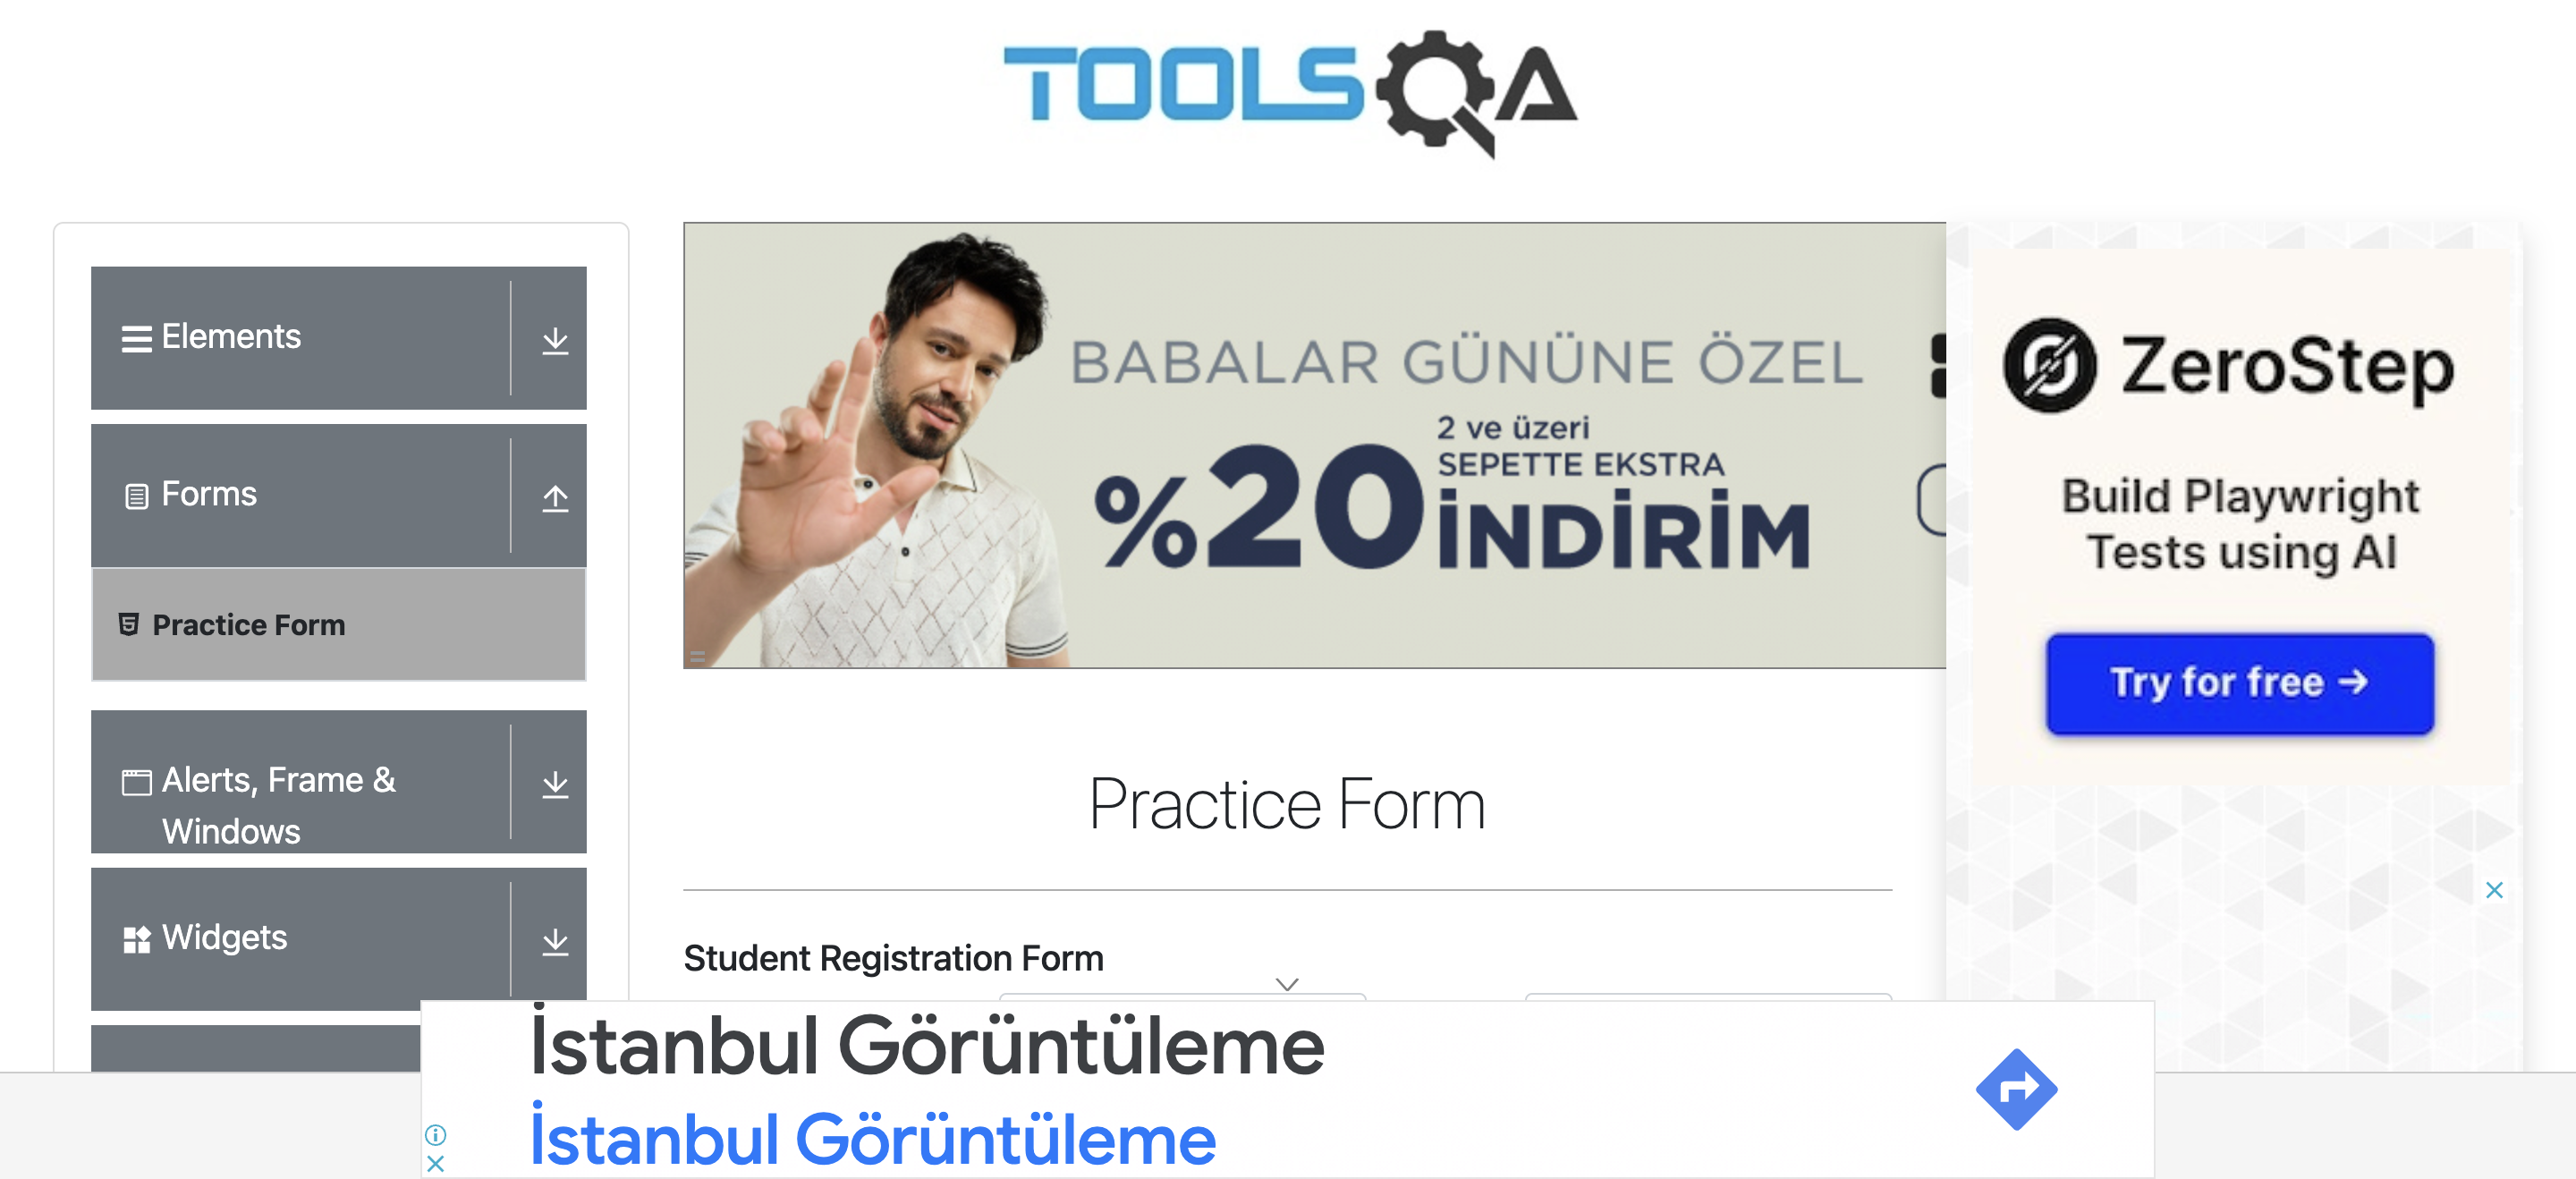 TOOLSQA
Elements
Forms
Practice Form
Alerts, Frame &
Windows
Widgets
BABALAR GÜNÜNE ÖZEL
%20
2 ve üzeri
SEPETTE EKSTRA
İNDİRİM
ZeroStep
Build Playwright
Tests using AI
Try for free →
Practice Form
Student Registration Form
İstanbul Görüntüleme
İstanbul Görüntüleme